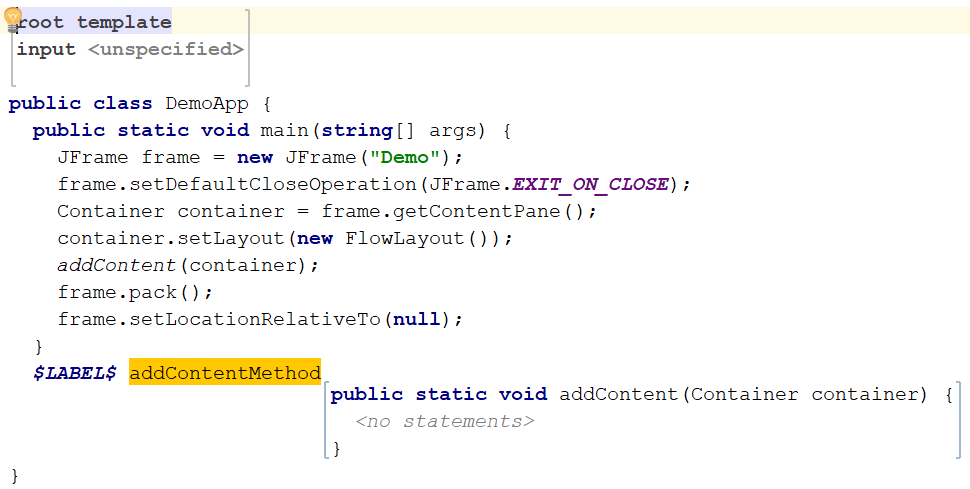 root template
input <unspecified>
public class DemoApp {
public static void main(string[] args) {
JFrame frame = new JFrame("Demo");
frame.setDefaultCloseOperation(JFrame.EXIT_ON_CLOSE);
Container container = frame.getContentPane();
container.setLayout(new FlowLayout());
addContent(container);
frame.pack();
frame.setLocationRelativeTo(null);
}
$LABEL$ addContentMethod
public static void addContent(Container container) {
<no statements>
}
}